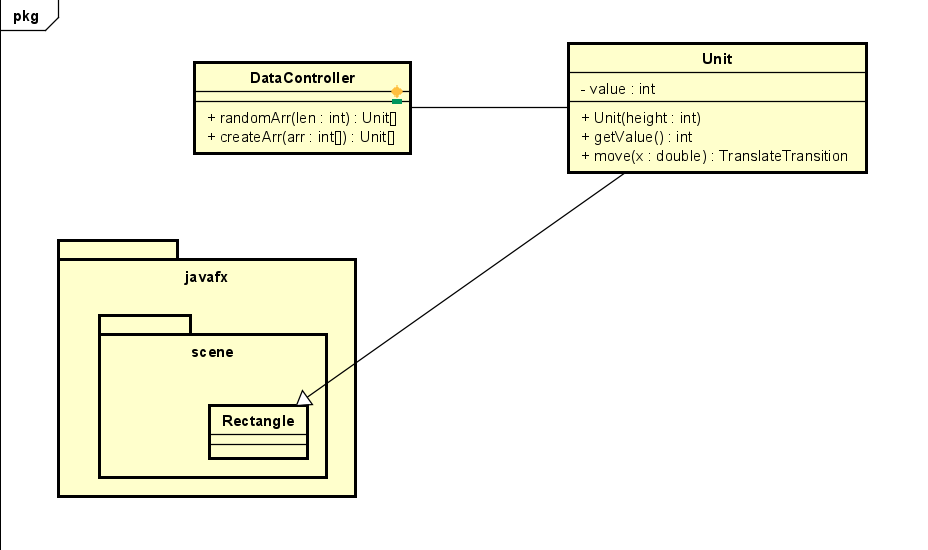 pkg
DataController
+ randomArr(len : int) : Unit[]
+ createArr(arr : int[]) : Unit[]
Unit
- value : int
+ Unit(height : int)
+ getValue() : int
+ move(x : double) : TranslateTransition
javafx
scene
Rectangle